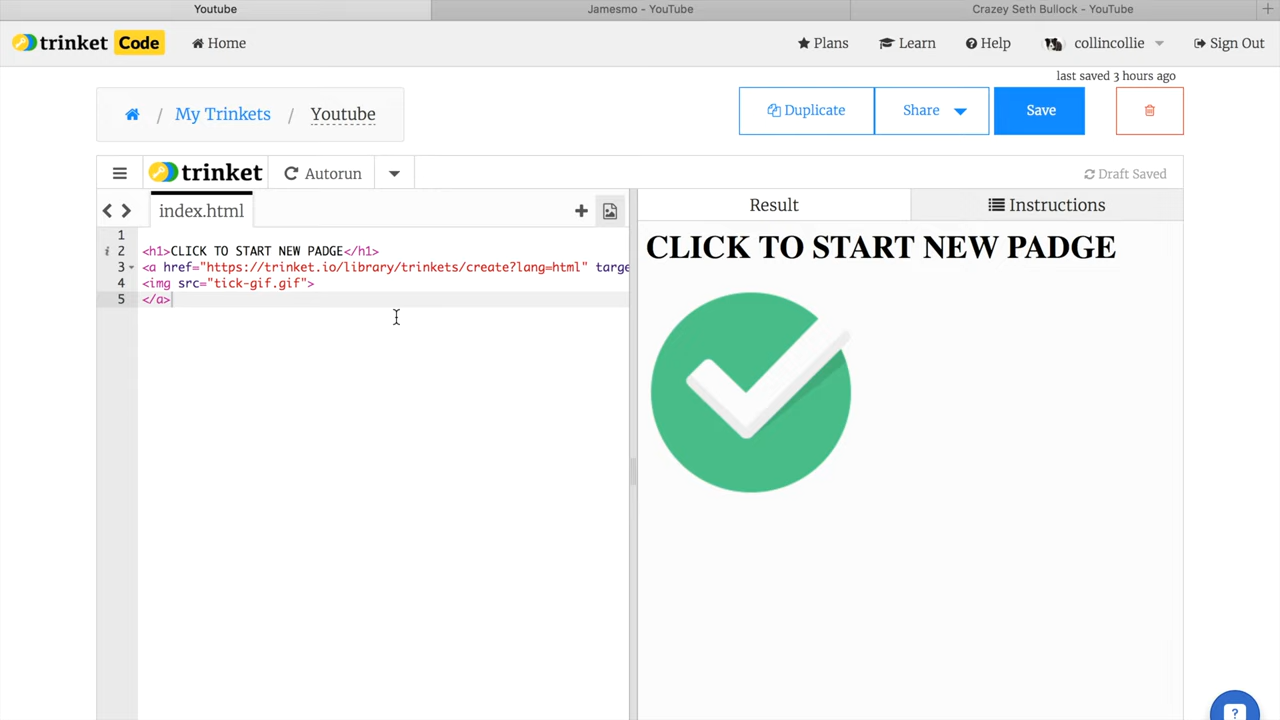 Youtube
Jamesmo - YouTube
Crazey Seth Bullock - YouTube
trinket Code Home
Plans Learn Help collincollie Sign Out
last saved 3 hours ago
/ My Trinkets / Youtube
Duplicate Share Save
trinket Autorun
Draft Saved
index.html
Result Instructions
1
2 <h1>CLICK TO START NEW PADGE</h1>
3 <a href="https://trinket.io/library/trinkets/create?lang=html" targe
4 <img src="tick-gif.gif">
5 </a>
CLICK TO START NEW PADGE